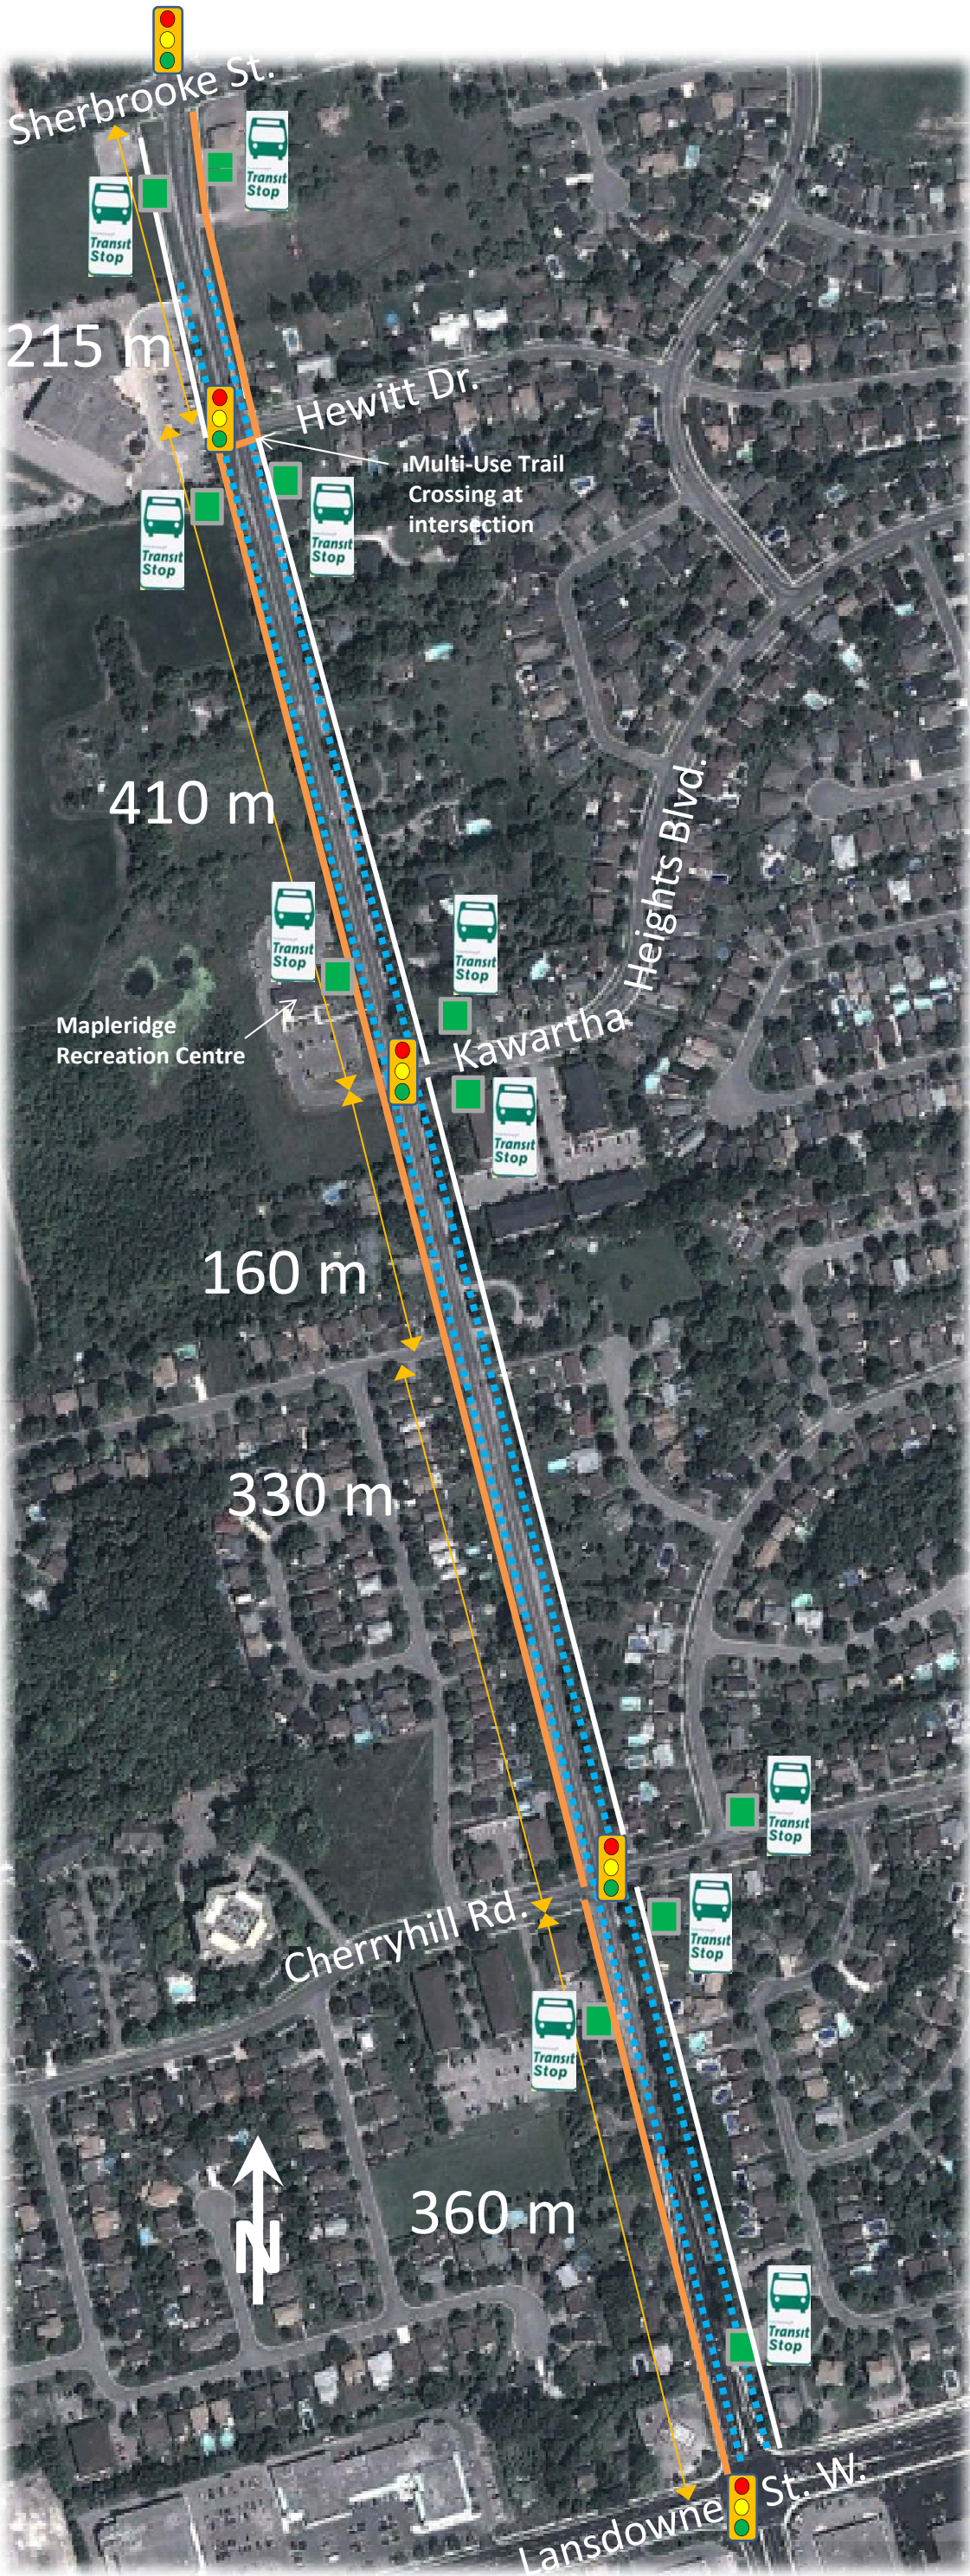 Sherbrooke St.
Transit
Stop
Transit
Stop
215 m
Hewitt Dr.
Multi-Use Trail
Crossing at
intersection
Transit
Stop
Transit
Stop
410 m
Heights Blvd.
Transit
Stop
Transit
Stop
Mapleridge
Recreation Centre
Kawartha
Transit
Stop
160 m
330 m
Transit
Stop
Cherryhill Rd.
Transit
Stop
Transit
Stop
N
360 m
Transit
Stop
Lansdowne St. W.